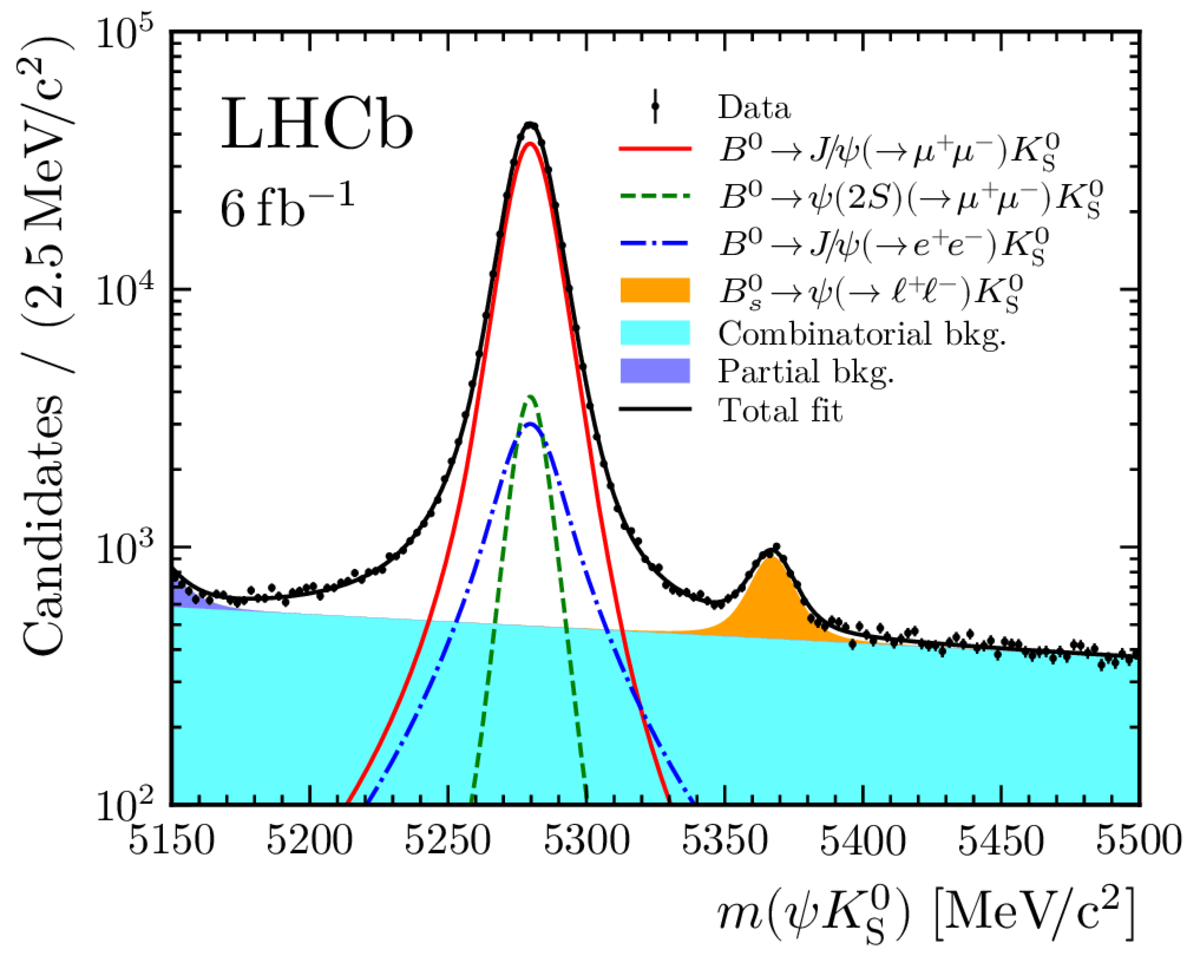 Candidates / (2.5 MeV/c²)
10⁵
10⁴
10³
10²
LHCb
6 fb⁻¹
Data
B⁰→J/ψ(→μ⁺μ⁻)K⁰S
B⁰→ψ(2S)(→μ⁺μ⁻)K⁰S
B⁰→J/ψ(→e⁺e⁻)K⁰S
B⁰s→ψ(→ℓ⁺ℓ⁻)K⁰S
Combinatorial bkg.
Partial bkg.
Total fit
5150 5200 5250 5300 5350 5400 5450 5500
m(ψK⁰S) [MeV/c²]